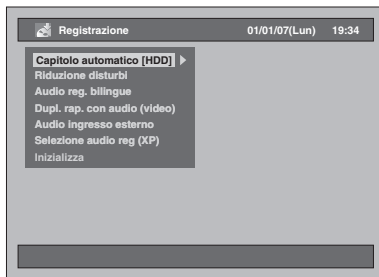 Registrazione 01/01/07(Lun) 19:34
Capitolo automatico [HDD]
Riduzione disturbi
Audio reg. bilingue
Dupl. rap. con audio (video)
Audio ingresso esterno
Selezione audio reg (XP)
Inizializza